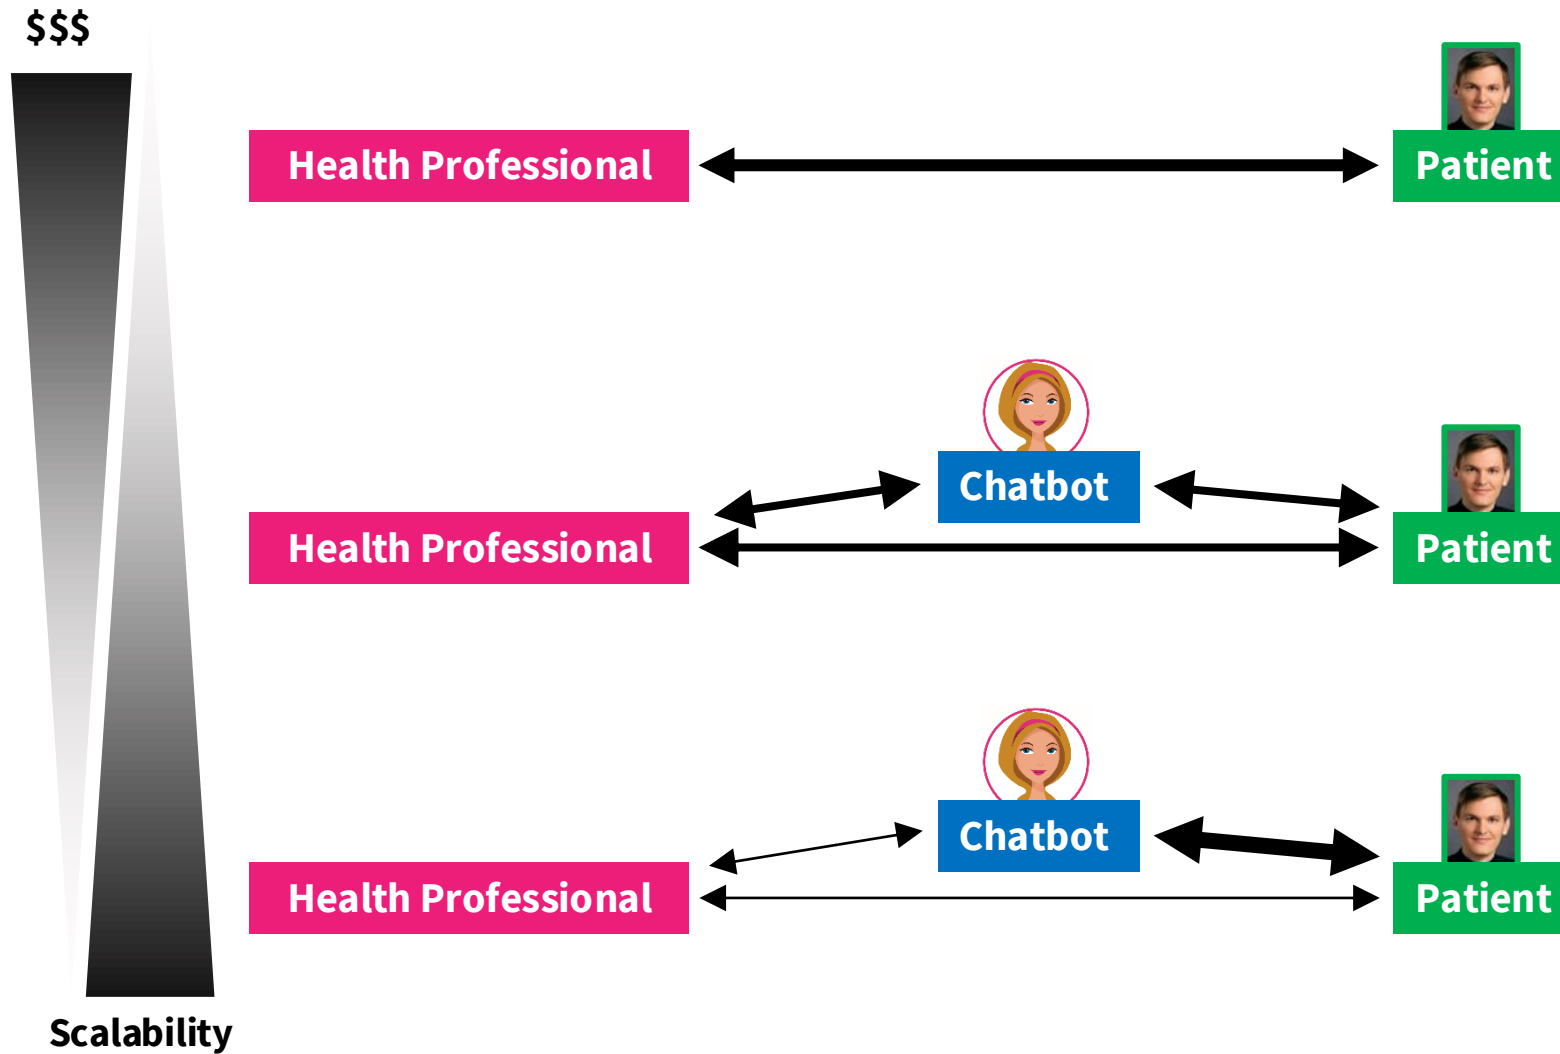 $$$
Health Professional
Patient
Chatbot
Health Professional
Patient
Chatbot
Health Professional
Patient
Scalability